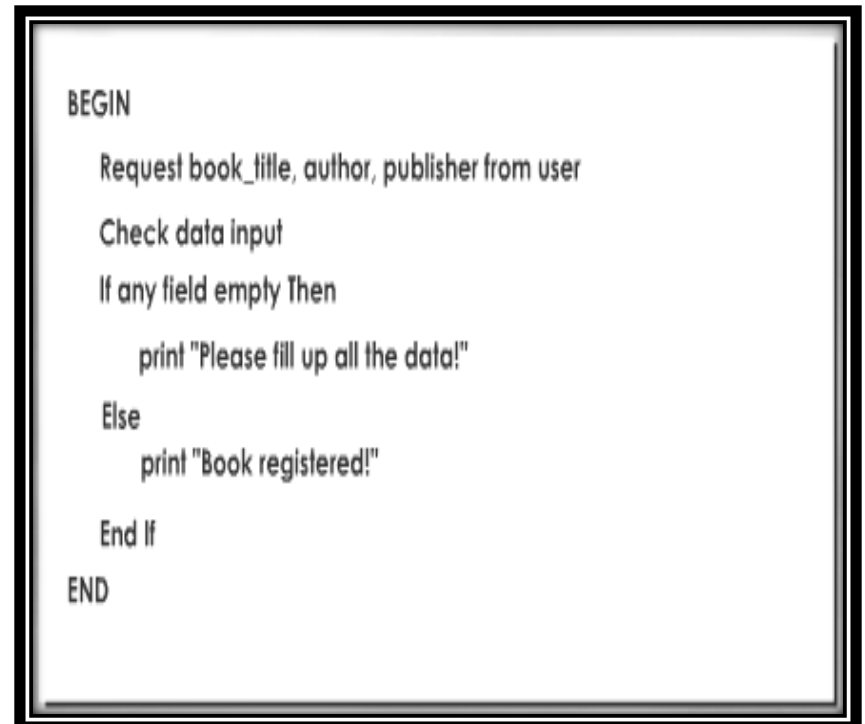 BEGIN
Request book_title, author, publisher from user
Check data input
If any field empty Then
print "Please fill up all the data!"
Else
print "Book registered!"
End If
END